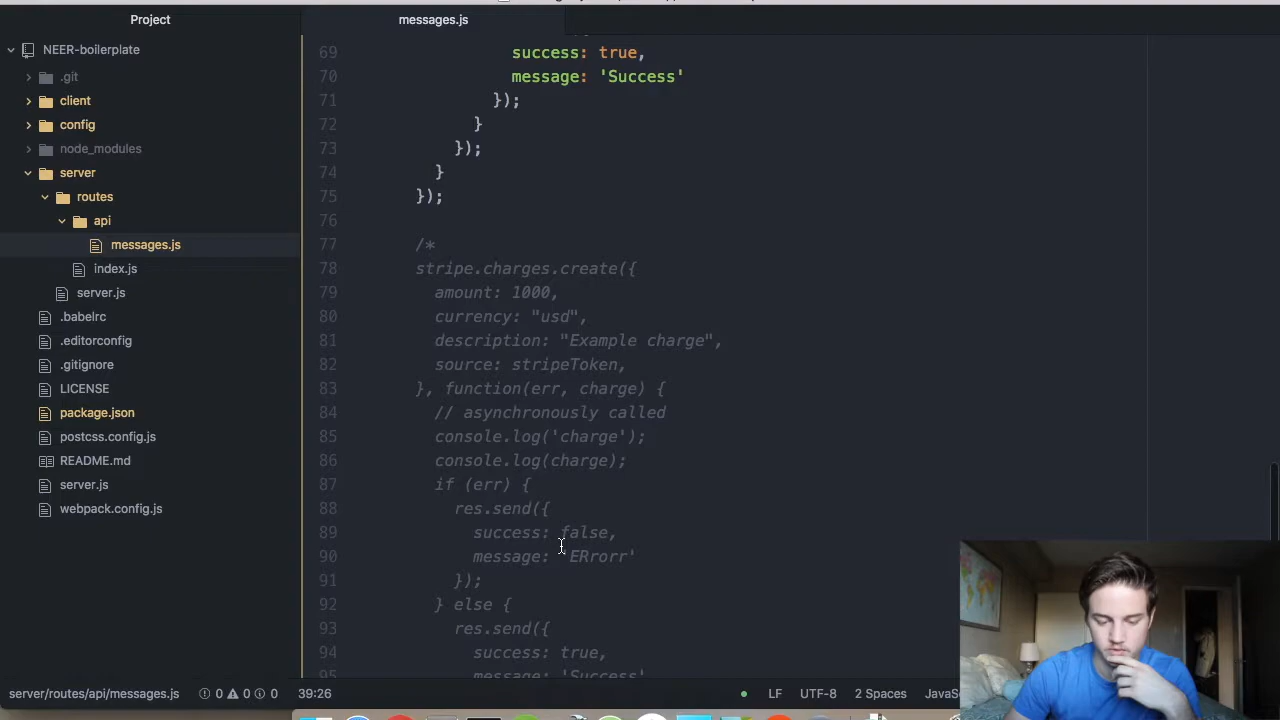 Project
messages.js
NEER-boilerplate
.git
client
config
node_modules
server
routes
api
messages.js
index.js
server.js
.babelrc
.editorconfig
.gitignore
LICENSE
package.json
postcss.config.js
README.md
server.js
webpack.config.js
69 success: true,
70 message: 'Success'
71 });
72 }
73 });
74 }
75 });
76
77 /*
78 stripe.charges.create({
79 amount: 1000,
80 currency: "usd",
81 description: "Example charge",
82 source: stripeToken,
83 }, function(err, charge) {
84 // asynchronously called
85 console.log('charge');
86 console.log(charge);
87 if (err) {
88 res.send({
89 success: false,
90 message: 'ERrorr'
91 });
92 } else {
93 res.send({
94 success: true,
95 message: 'Success'
server/routes/api/messages.js 0 0 0 39:26 LF UTF-8 2 Spaces